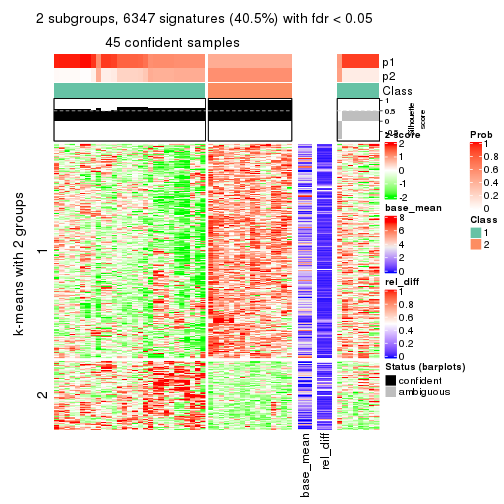 2 subgroups, 6347 signatures (40.5%) with fdr < 0.05
45 confident samples
p1
p2
Class
1
0.5
0
Silhouette
score
k-means with 2 groups
1
2
base_mean
rel_diff
z-score
2
1
0
-1
-2
base_mean
8
6
4
2
0
rel_diff
1
0.8
0.6
0.4
0.2
0
Status (barplots)
confident
ambiguous
Prob
1
0.8
0.6
0.4
0.2
0
Class
1
2